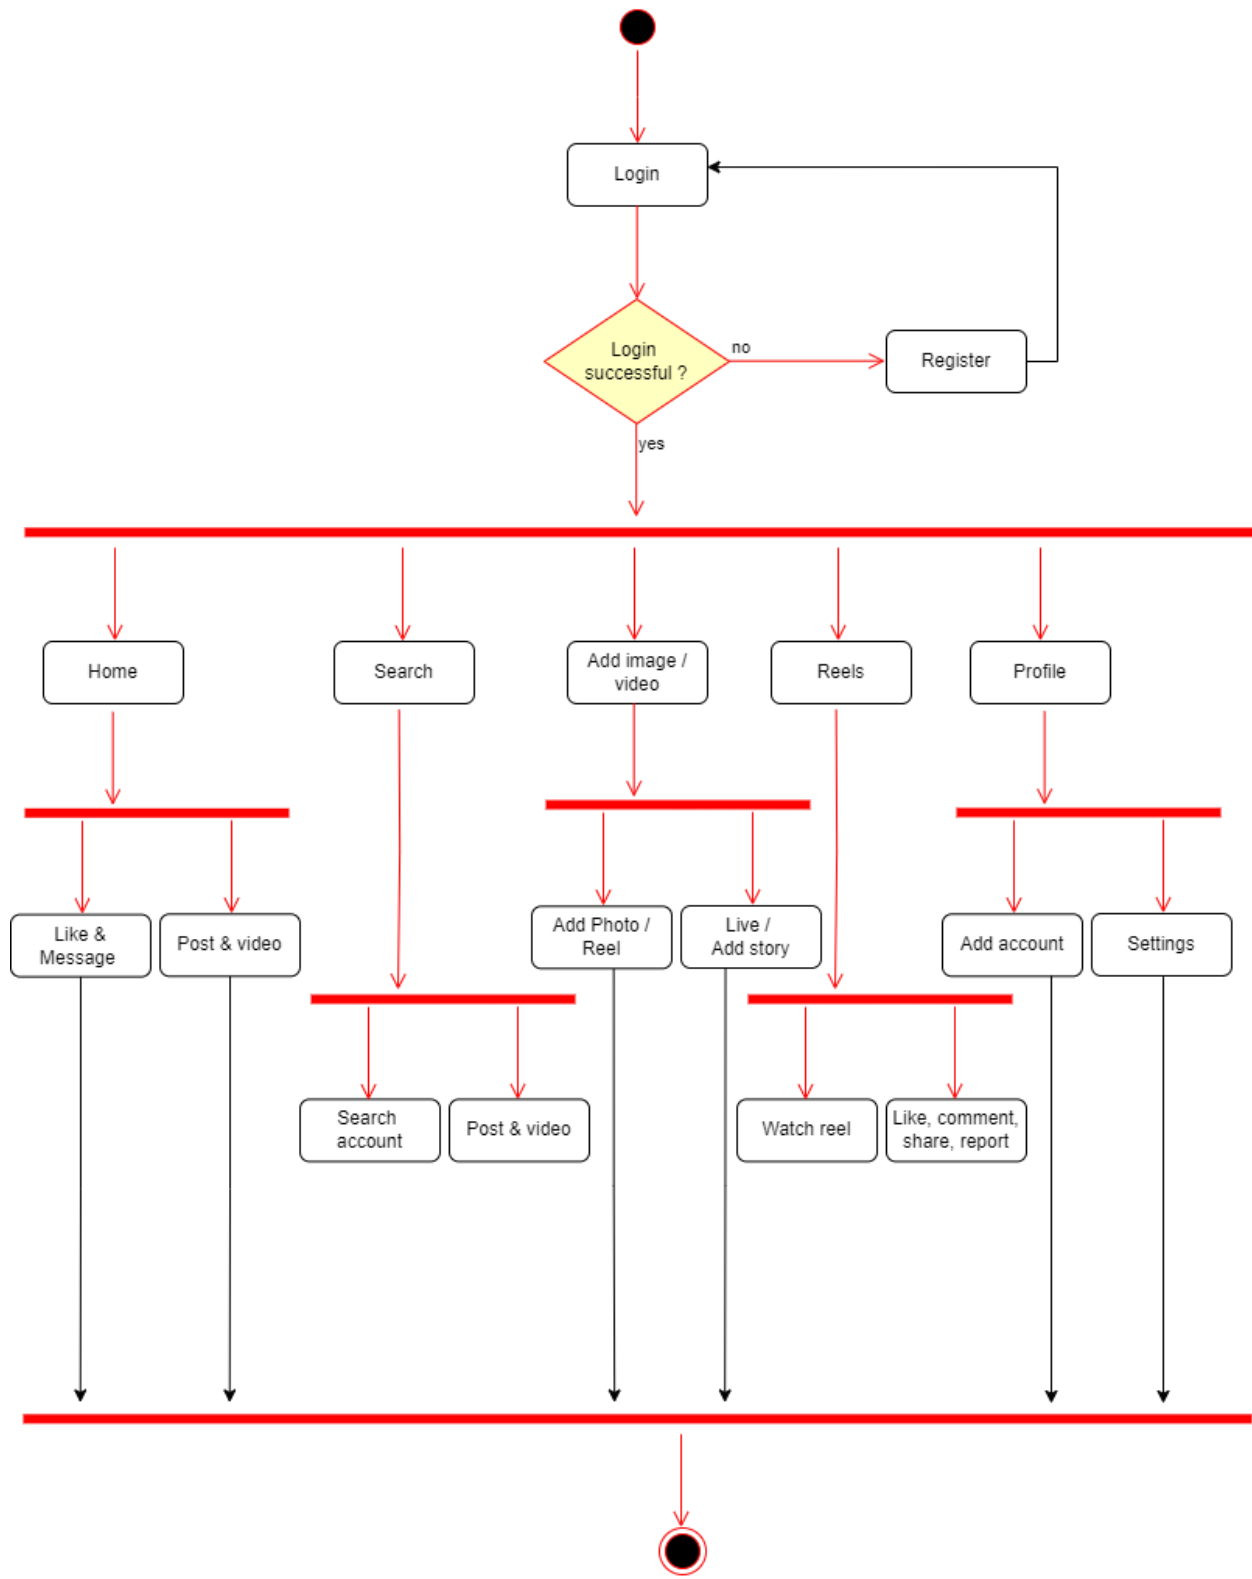 Login
Login
successful ?
no
Register
yes
Home
Search
Add image /
video
Reels
Profile
Like &
Message
Post & video
Add Photo /
Reel
Live /
Add story
Add account
Settings
Search
account
Post & video
Watch reel
Like, comment,
share, report